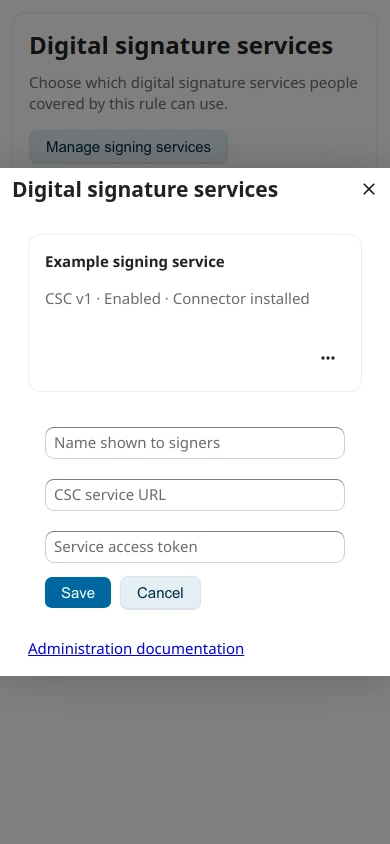 Digital signature services
Choose which digital signature services people
covered by this rule can use.
Manage signing services
Digital signature services
Example signing service
CSC v1 · Enabled · Connector installed
Name shown to signers
CSC service URL
Service access token
Save
Cancel
Administration documentation